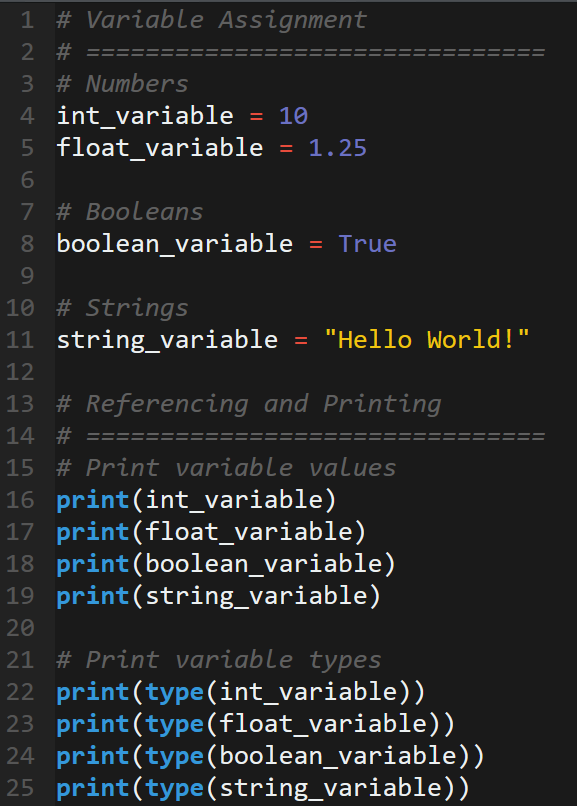 1 # Variable Assignment
2 # ===============================
3 # Numbers
4 int_variable = 10
5 float_variable = 1.25
6
7 # Booleans
8 boolean_variable = True
9
10 # Strings
11 string_variable = "Hello World!"
12
13 # Referencing and Printing
14 # ===============================
15 # Print variable values
16 print(int_variable)
17 print(float_variable)
18 print(boolean_variable)
19 print(string_variable)
20
21 # Print variable types
22 print(type(int_variable))
23 print(type(float_variable))
24 print(type(boolean_variable))
25 print(type(string_variable))